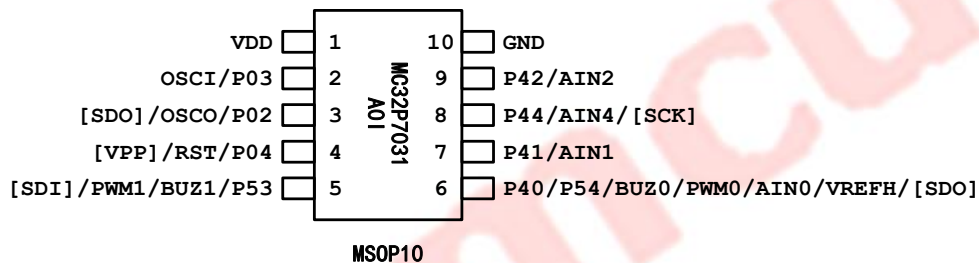 VDD 1 10 GND
OSCI/P03 2 9 P42/AIN2
[SDO]/OSCO/P02 3 8 P44/AIN4/[SCK]
[VPP]/RST/P04 4 7 P41/AIN1
[SDI]/PWM1/BUZ1/P53 5 6 P40/P54/BUZ0/PWM0/AIN0/VREFH/[SDO]
MC32P7031
A0I
MSOP10
mcu